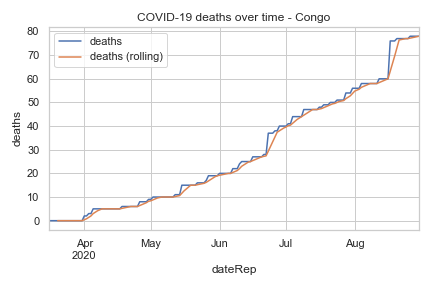 COVID-19 deaths over time - Congo
deaths
deaths (rolling)
80
70
60
50
40
30
20
10
0
deaths
Apr
2020
May
Jun
Jul
Aug
dateRep